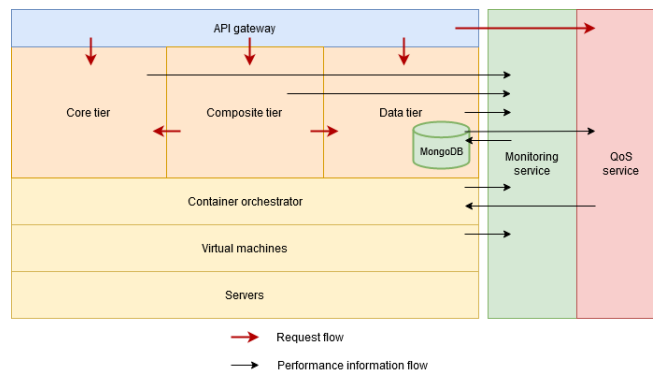 API gateway
Core tier
Composite tier
Data tier
MongoDB
Monitoring
service
QoS
service
Container orchestrator
Virtual machines
Servers
Request flow
Performance information flow